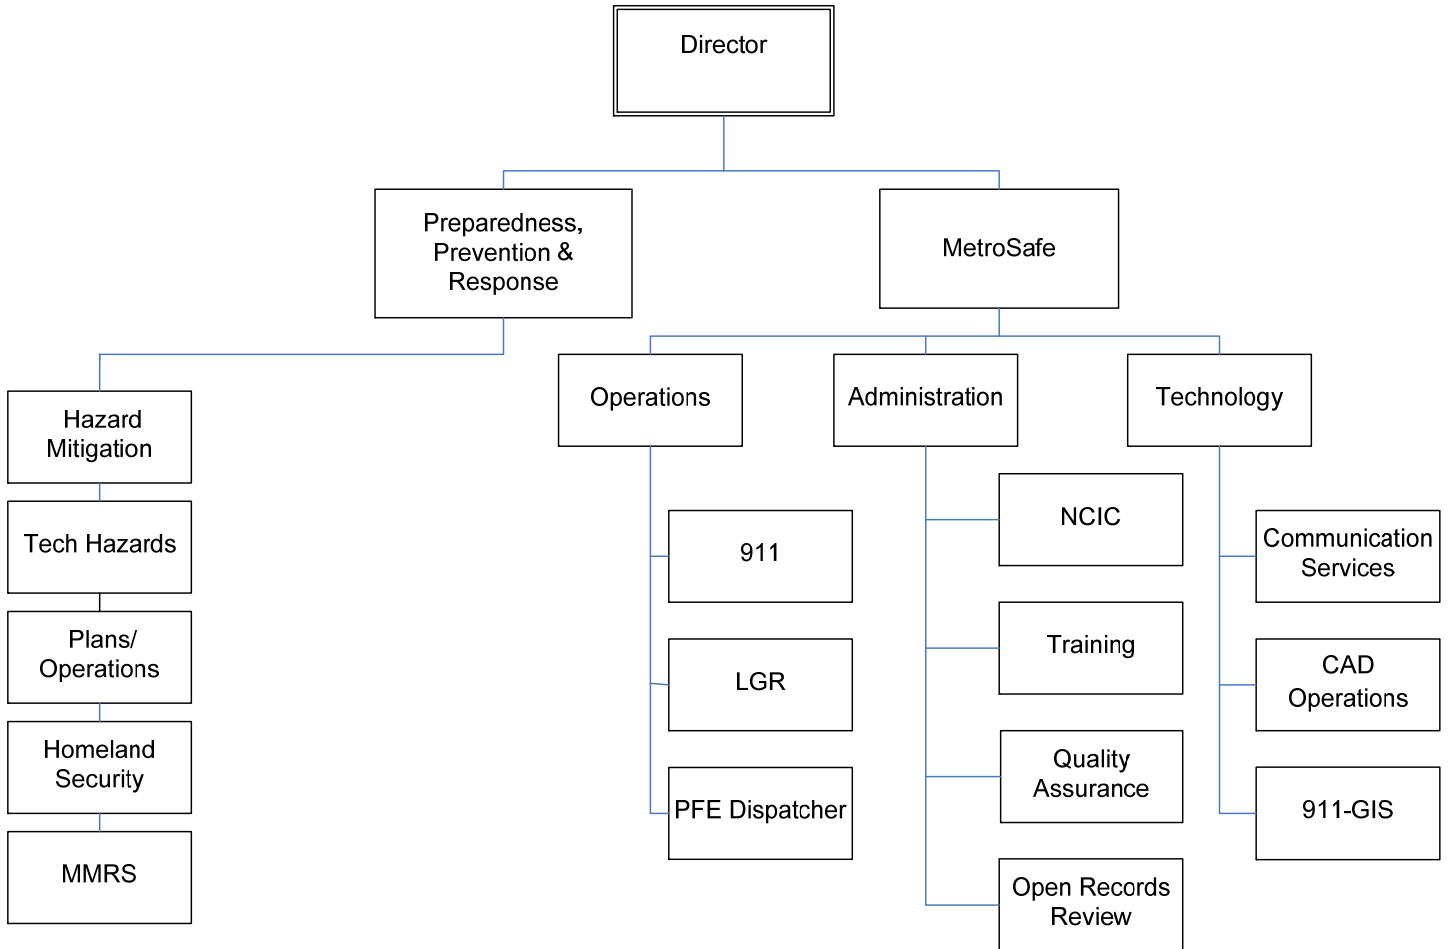 Director
Preparedness,
Prevention &
Response
MetroSafe
Hazard
Mitigation
Tech Hazards
Plans/
Operations
Homeland
Security
MMRS
Operations
911
LGR
PFE Dispatcher
Administration
NCIC
Training
Quality
Assurance
Open Records
Review
Technology
Communication
Services
CAD
Operations
911-GIS